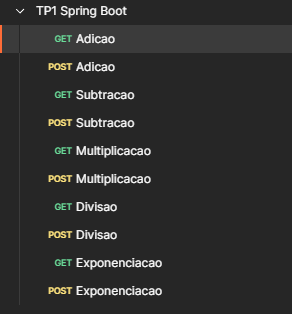 TP1 Spring Boot
GET Adicao
POST Adicao
GET Subtracao
POST Subtracao
GET Multiplicacao
POST Multiplicacao
GET Divisao
POST Divisao
GET Exponenciacao
POST Exponenciacao